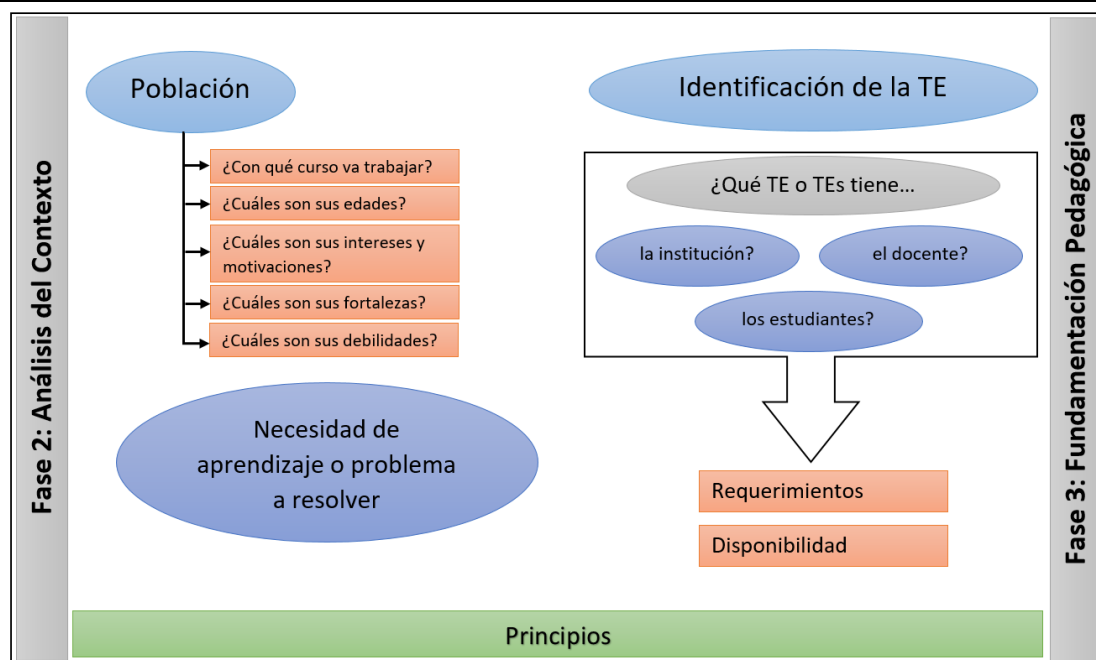 Fase 2: Análisis del Contexto
Población
¿Con qué curso va trabajar?
¿Cuáles son sus edades?
¿Cuáles son sus intereses y
motivaciones?
¿Cuáles son sus fortalezas?
¿Cuáles son sus debilidades?
Necesidad de
aprendizaje o problema
a resolver
Identificación de la TE
¿Qué TE o TEs tiene…
la institución?
el docente?
los estudiantes?
Requerimientos
Disponibilidad
Principios
Fase 3: Fundamentación Pedagógica